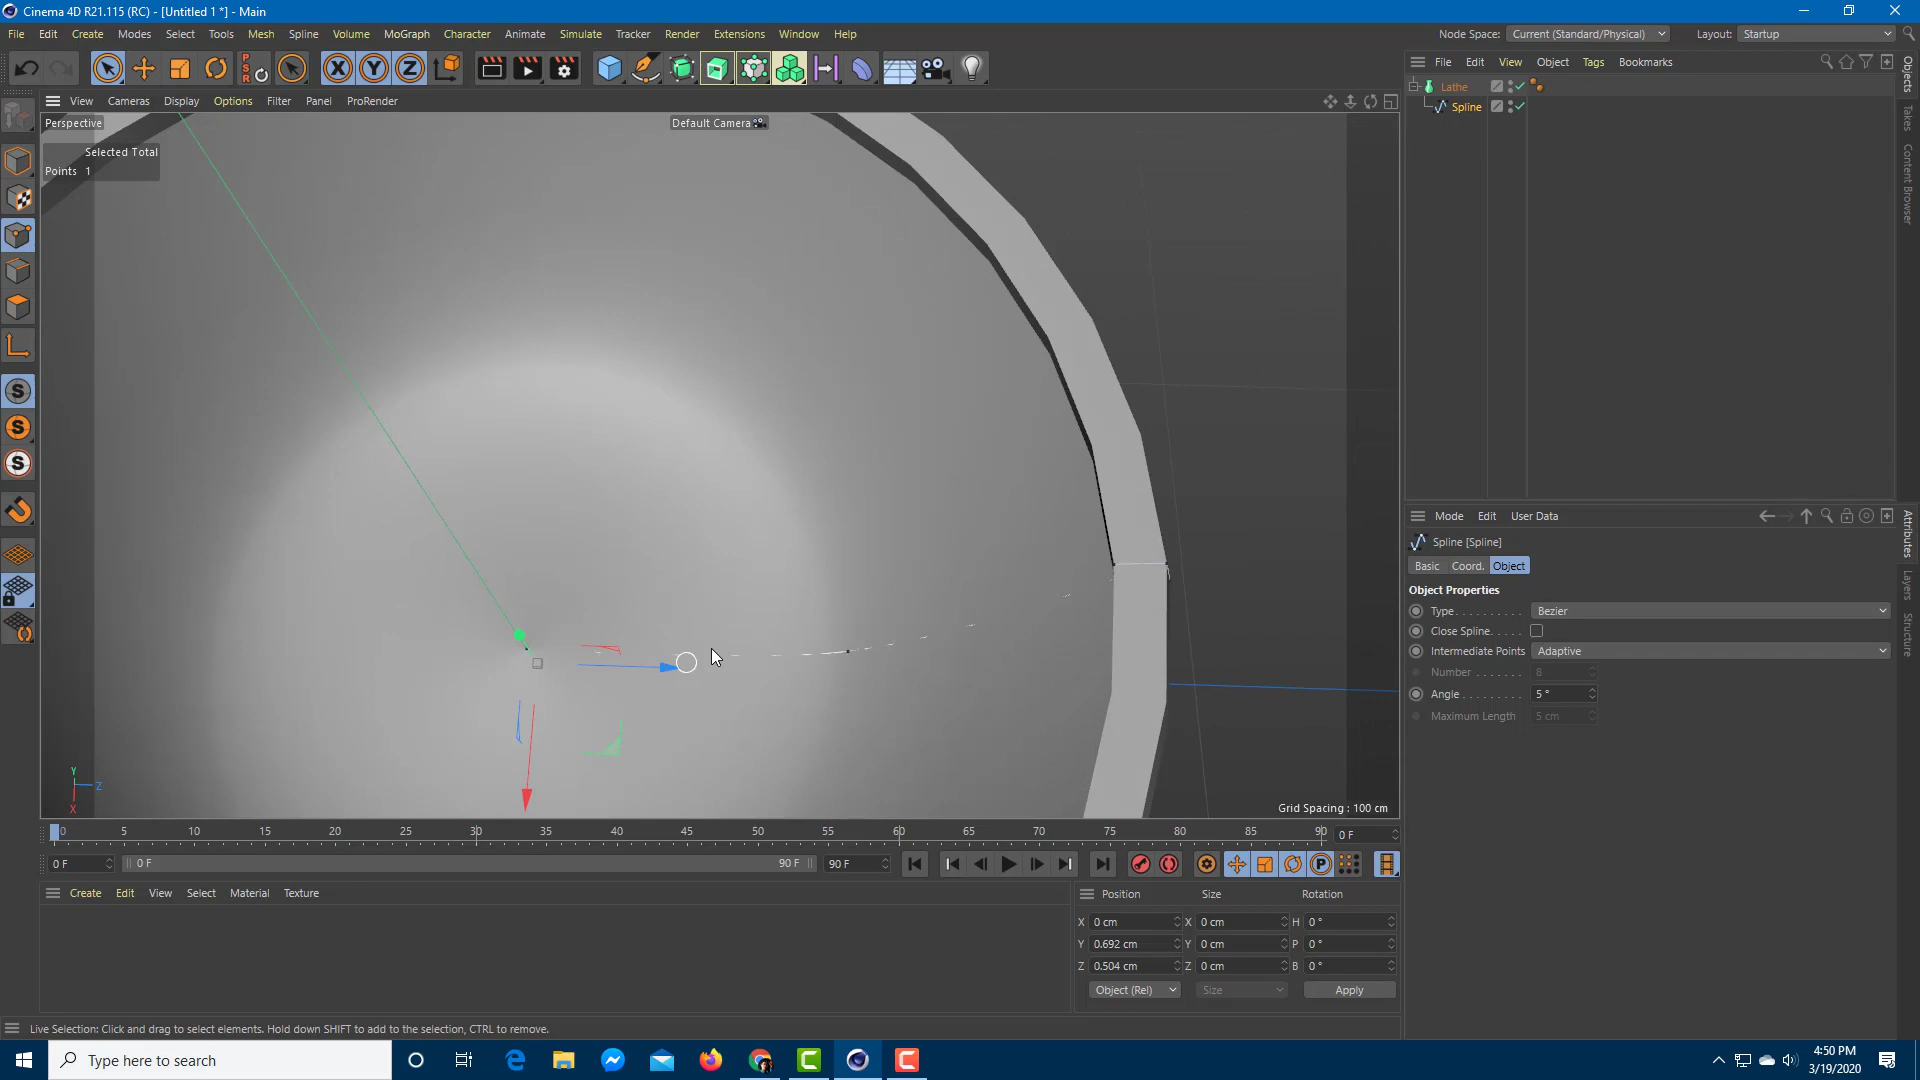 Cinema 4D R21.115 (RC) - [Untitled 1 *] - Main
File Edit Create Modes Select Tools Mesh Spline Volume MoGraph Character Animate Simulate Tracker Render Extensions Window Help
Node Space: Current (Standard/Physical) Layout: Startup
PSR
X Y Z
File Edit View Object Tags Bookmarks
Lathe
Spline
Objects
Takes
Content Browser
View Cameras Display Options Filter Panel ProRender
Perspective
Default Camera
Selected Total
Points 1
S
S
S
Y
Z
X
Grid Spacing : 100 cm
Mode Edit User Data
Spline [Spline]
Basic Coord. Object
Object Properties
Type Bezier
Close Spline
Intermediate Points Adaptive
Number 8
Angle 5 °
Maximum Length 5 cm
Attributes
Layers
Structure
0 5 10 15 20 25 30 35 40 45 50 55 60 65 70 75 80 85 90 0 F
0 F 0 F 90 F 90 F
P
Create Edit View Select Material Texture
Position Size Rotation
X 0 cm X 0 cm H 0 °
Y 0.692 cm Y 0 cm P 0 °
Z 0.504 cm Z 0 cm B 0 °
Object (Rel) Size Apply
Live Selection: Click and drag to select elements. Hold down SHIFT to add to the selection, CTRL to remove.
Type here to search
4:50 PM
3/19/2020